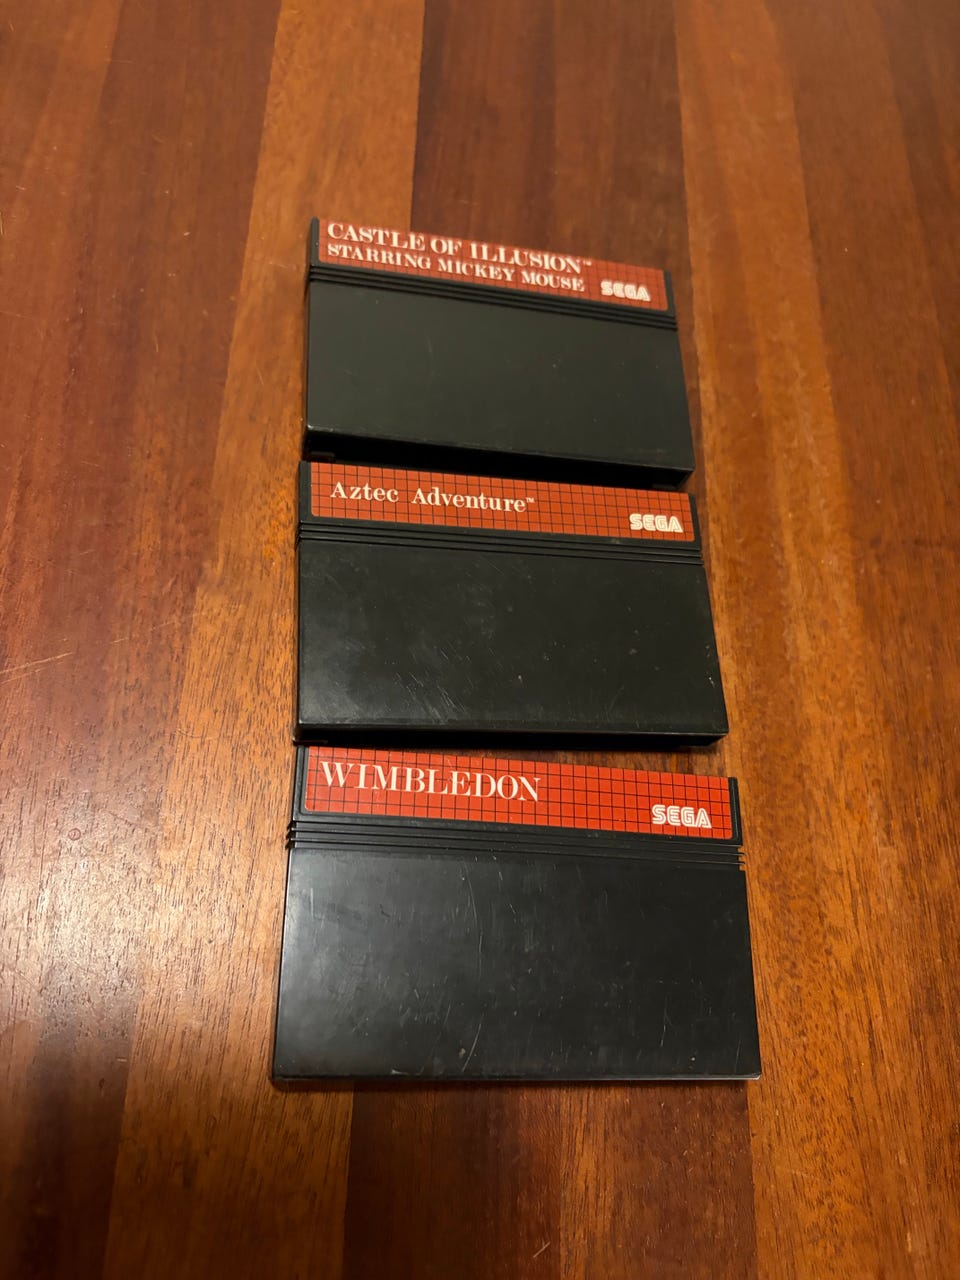 CASTLE OF ILLUSION™
STARRING MICKEY MOUSE
SEGA
Aztec Adventure™
SEGA
WIMBLEDON
SEGA